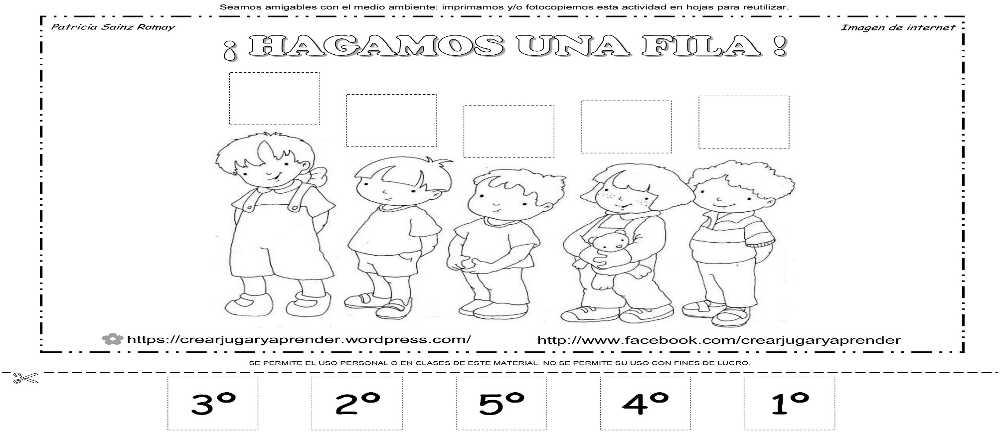 Seamos amigables con el medio ambiente: imprimamos y/o fotocopiemos esta actividad en hojas para reutilizar.
Patricia Sainz Romay
Imagen de internet
¡ HAGAMOS UNA FILA !
https://crearjugaryaprender.wordpress.com/
http://www.facebook.com/crearjugaryaprender
SE PERMITE EL USO PERSONAL O EN CLASES DE ESTE MATERIAL. NO SE PERMITE SU USO CON FINES DE LUCRO.
3º 2º 5º 4º 1º